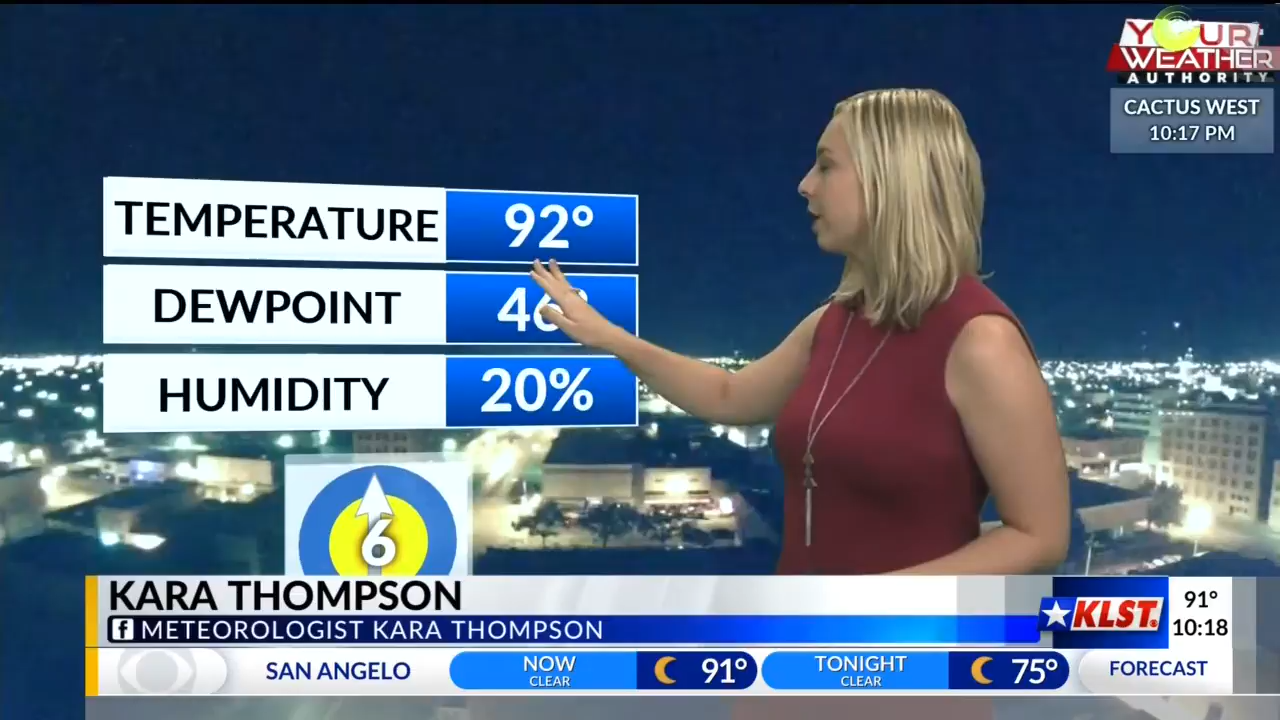 YOUR
WEATHER
AUTHORITY
CACTUS WEST
10:17 PM
TEMPERATURE 92°
DEWPOINT 46°
HUMIDITY 20%
6
KARA THOMPSON
f METEOROLOGIST KARA THOMPSON
KLST
91°
10:18
SAN ANGELO NOW CLEAR 91° TONIGHT CLEAR 75° FORECAST